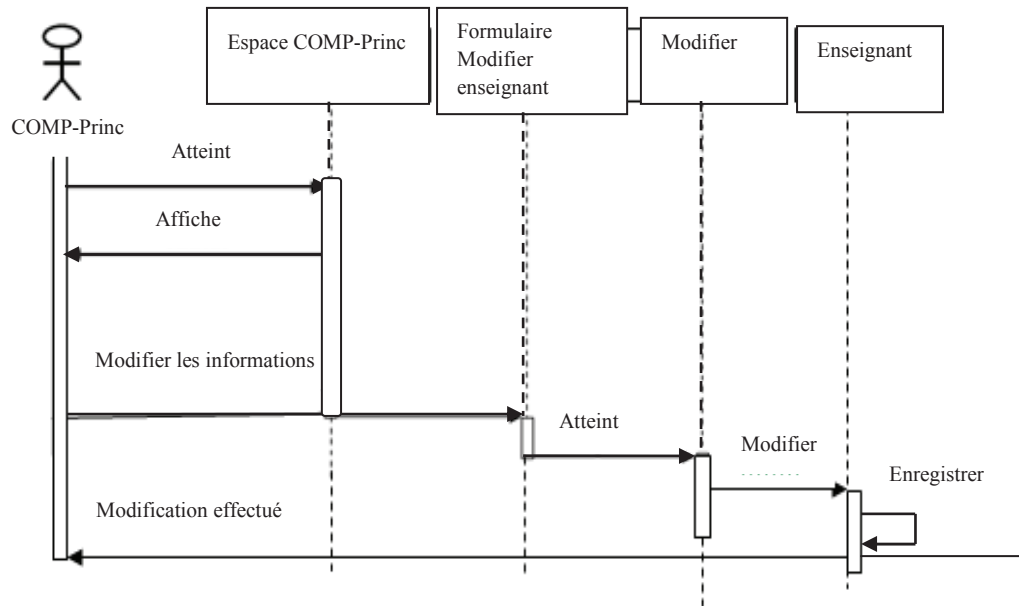 Espace COMP-Princ
Formulaire
Modifier
enseignant
Modifier
Enseignant
COMP-Princ
Atteint
Affiche
Modifier les informations
Atteint
Modifier
Enregistrer
Modification effectué